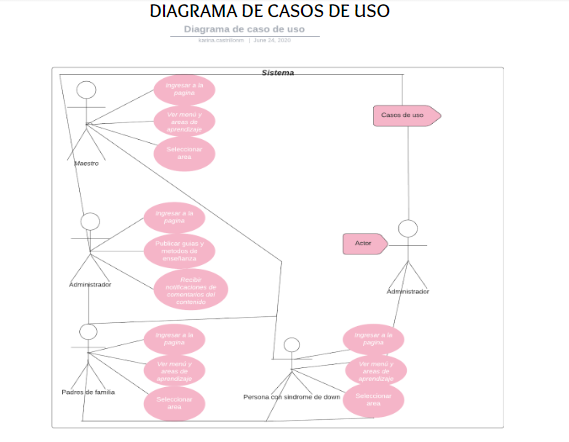 DIAGRAMA DE CASOS DE USO
Diagrama de caso de uso
karina castrillonm | June 24, 2020
Sistema
Ingresar a la
pagina
Ver menú y
areas de
aprendizaje
Seleccionar
area
Maestro
Casos de uso
Ingresar a la
pagina
Publicar guias y
metodos de
enseñanza
Recibir
notificaciones de
comentarios del
contenido
Administrador
Actor
Administrador
Ingresar a la
pagina
Ver menú y
areas de
aprendizaje
Seleccionar
area
Padres de familia
Ingresar a la
pagina
Ver menú y
areas de
aprendizaje
Seleccionar
area
Persona con sindrome de down